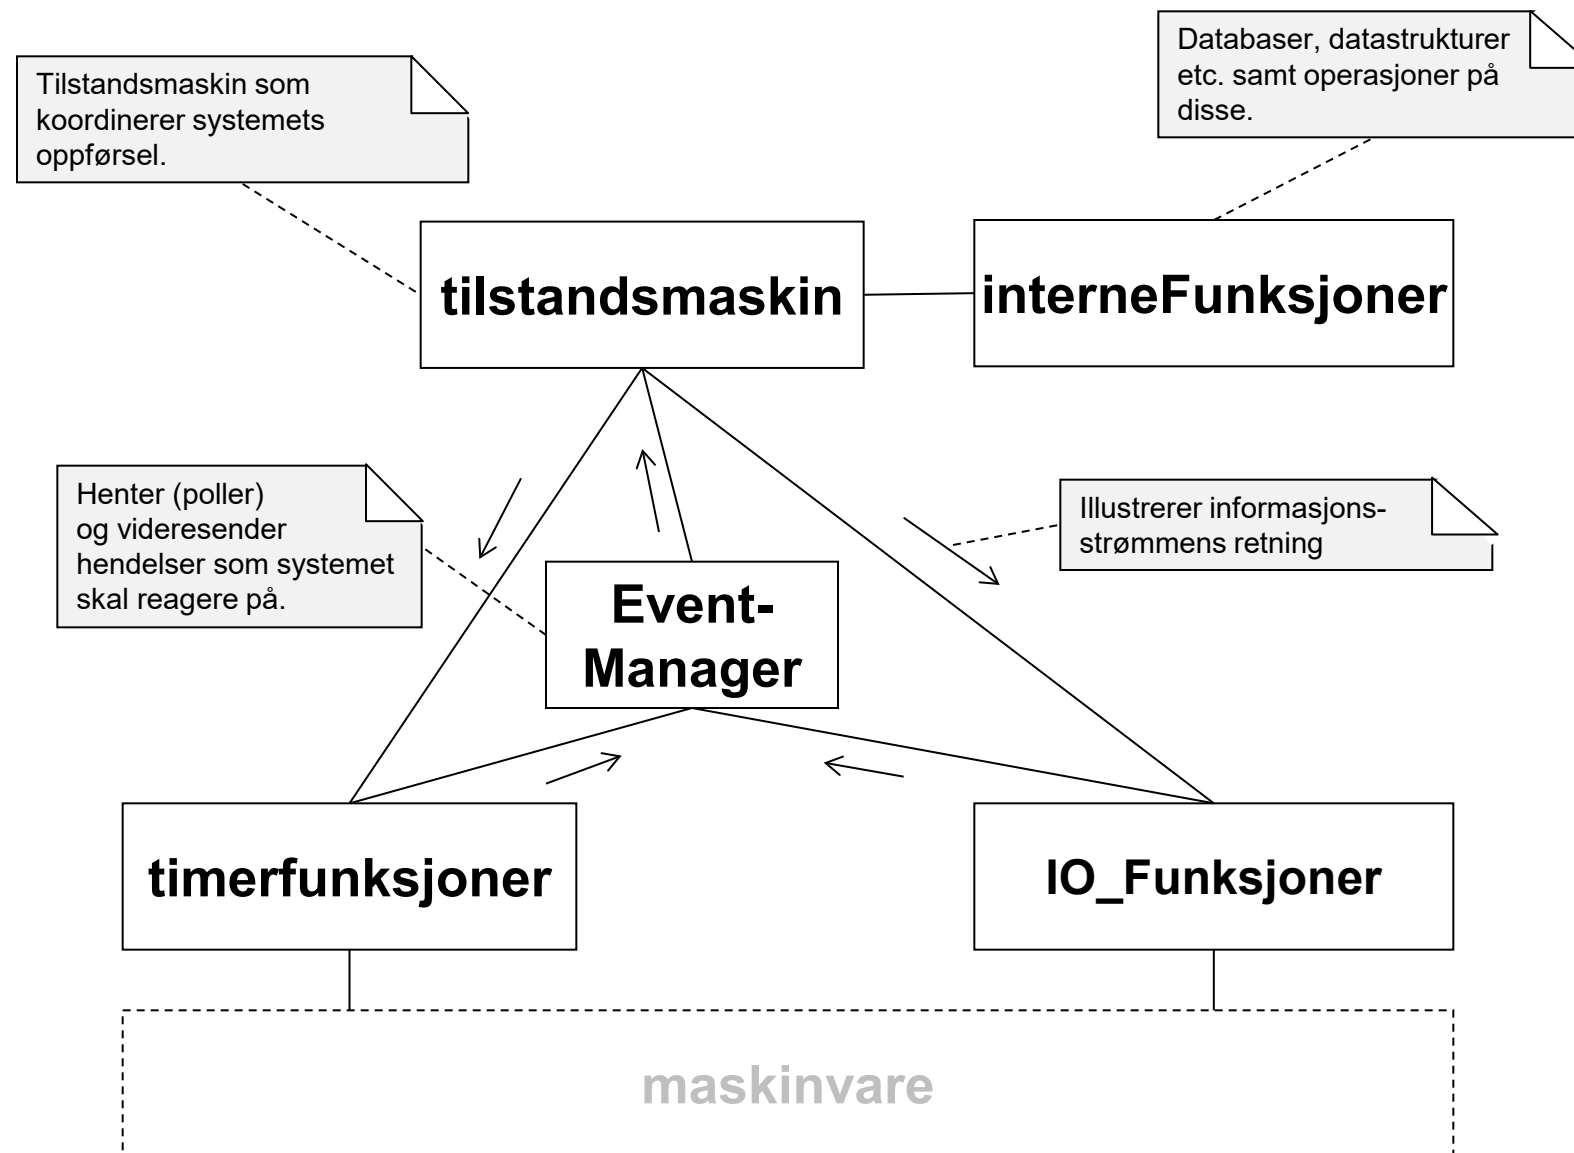 Databaser, datastrukturer
etc. samt operasjoner på
disse.
Tilstandsmaskin som
koordinerer systemets
oppførsel.
tilstandsmaskin
interneFunksjoner
Henter (poller)
og videresender
hendelser som systemet
skal reagere på.
Illustrerer informasjons-
strømmens retning
Event-
Manager
timerfunksjoner
IO_Funksjoner
maskinvare